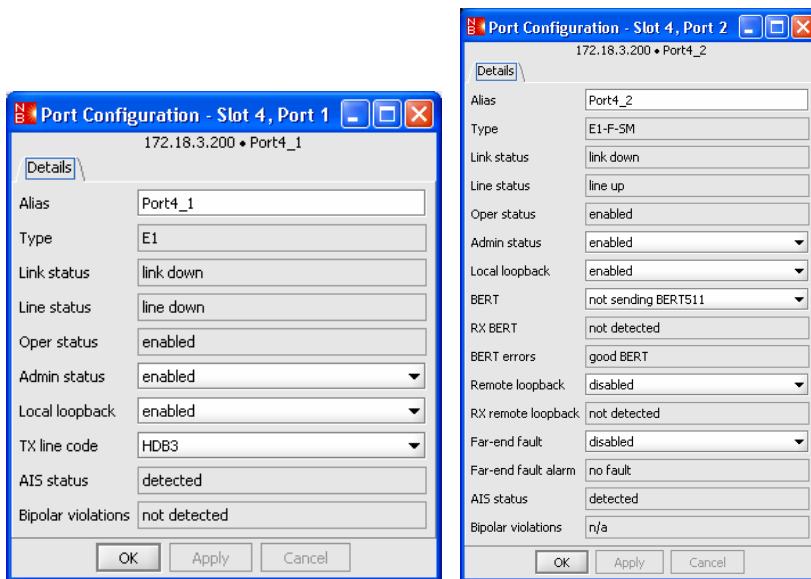 Port Configuration - Slot 4, Port 1
172.18.3.200 • Port4_1
Details
Alias Port4_1
Type E1
Link status link down
Line status line down
Oper status enabled
Admin status enabled
Local loopback enabled
TX line code HDB3
AIS status detected
Bipolar violations not detected
OK Apply Cancel
Port Configuration - Slot 4, Port 2
172.18.3.200 • Port4_2
Details
Alias Port4_2
Type E1-F-SM
Link status link down
Line status line up
Oper status enabled
Admin status enabled
Local loopback enabled
BERT not sending BERT511
RX BERT not detected
BERT errors good BERT
Remote loopback disabled
RX remote loopback not detected
Far-end fault disabled
Far-end fault alarm no fault
AIS status detected
Bipolar violations n/a
OK Apply Cancel